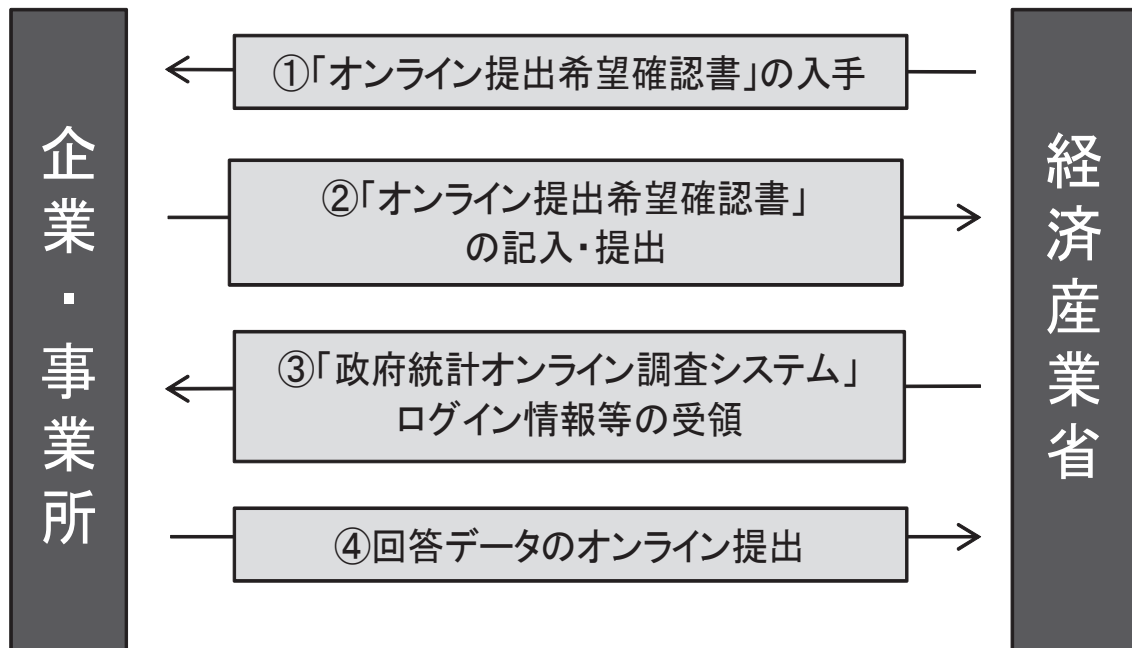 企業・事業所
①「オンライン提出希望確認書」の入手
②「オンライン提出希望確認書」
の記入・提出
③「政府統計オンライン調査システム」
ログイン情報等の受領
④回答データのオンライン提出
経済産業省